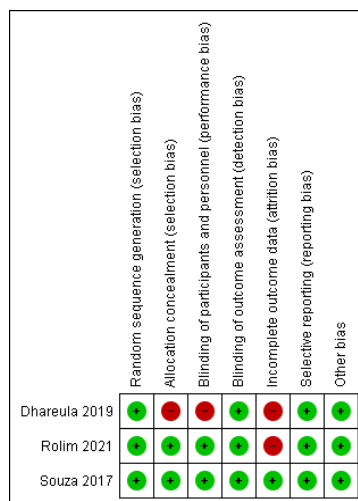 Random sequence generation (selection bias)
Allocation concealment (selection bias)
Blinding of participants and personnel (performance bias)
Blinding of outcome assessment (detection bias)
Incomplete outcome data (attrition bias)
Selective reporting (reporting bias)
Other bias
Dhareula 2019 + - - + - + +
Rolim 2021 + + + + - + +
Souza 2017 + + + + + + +